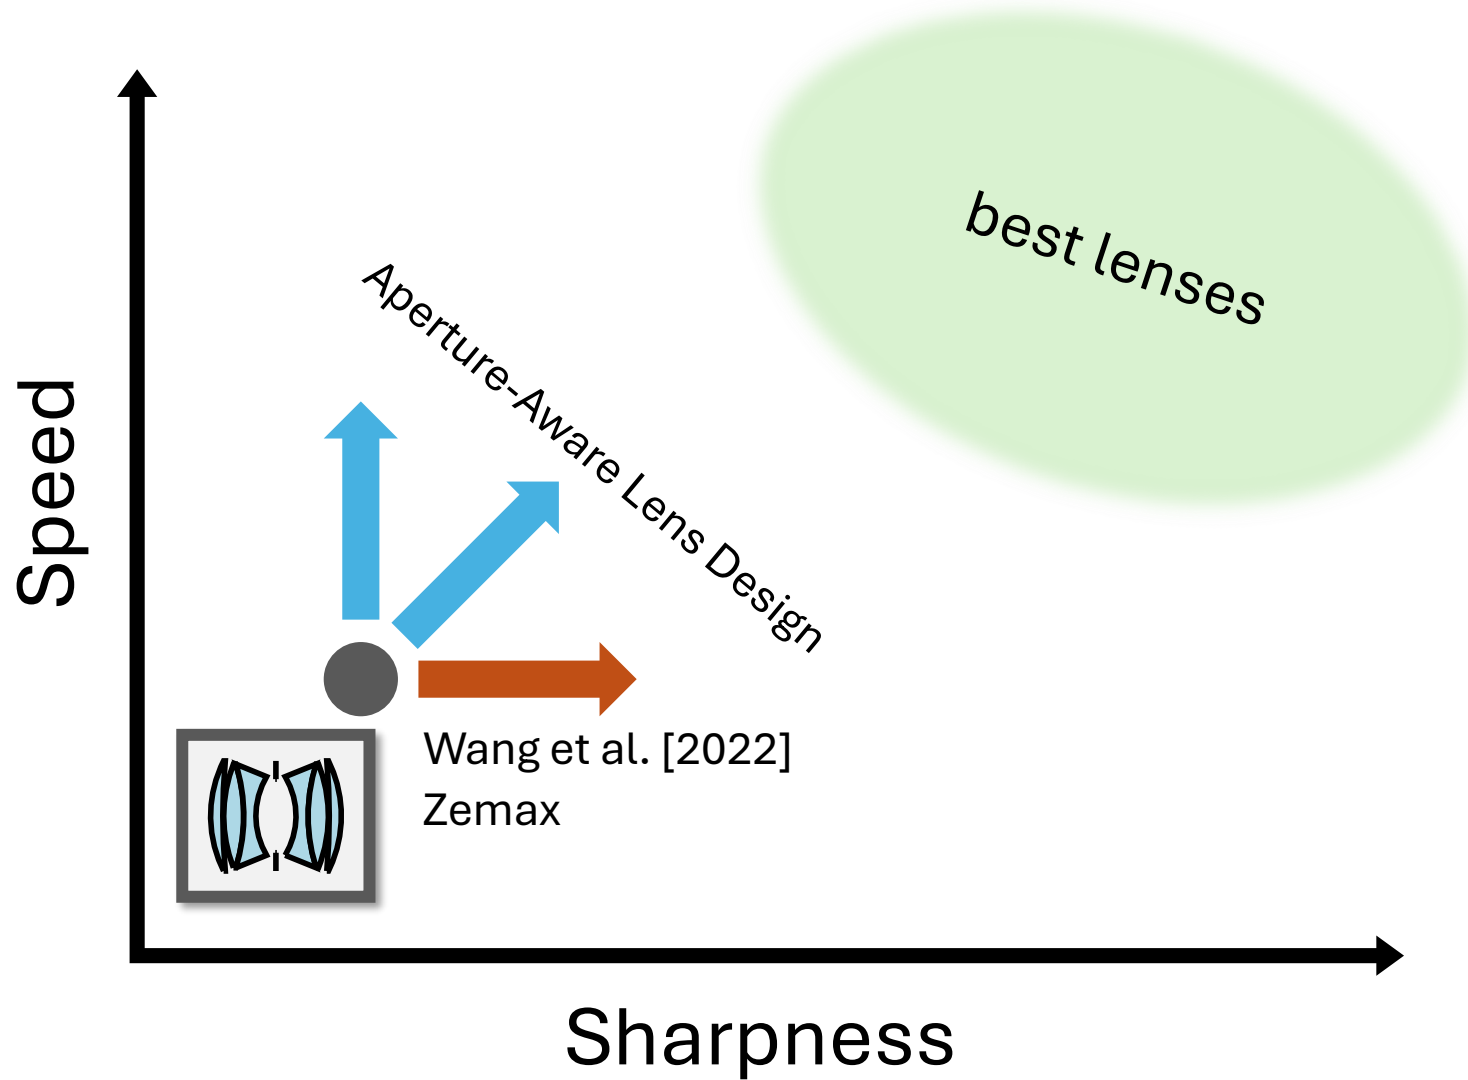 best lenses
Aperture-Aware Lens Design
Speed
Wang et al. [2022]
Zemax
Sharpness